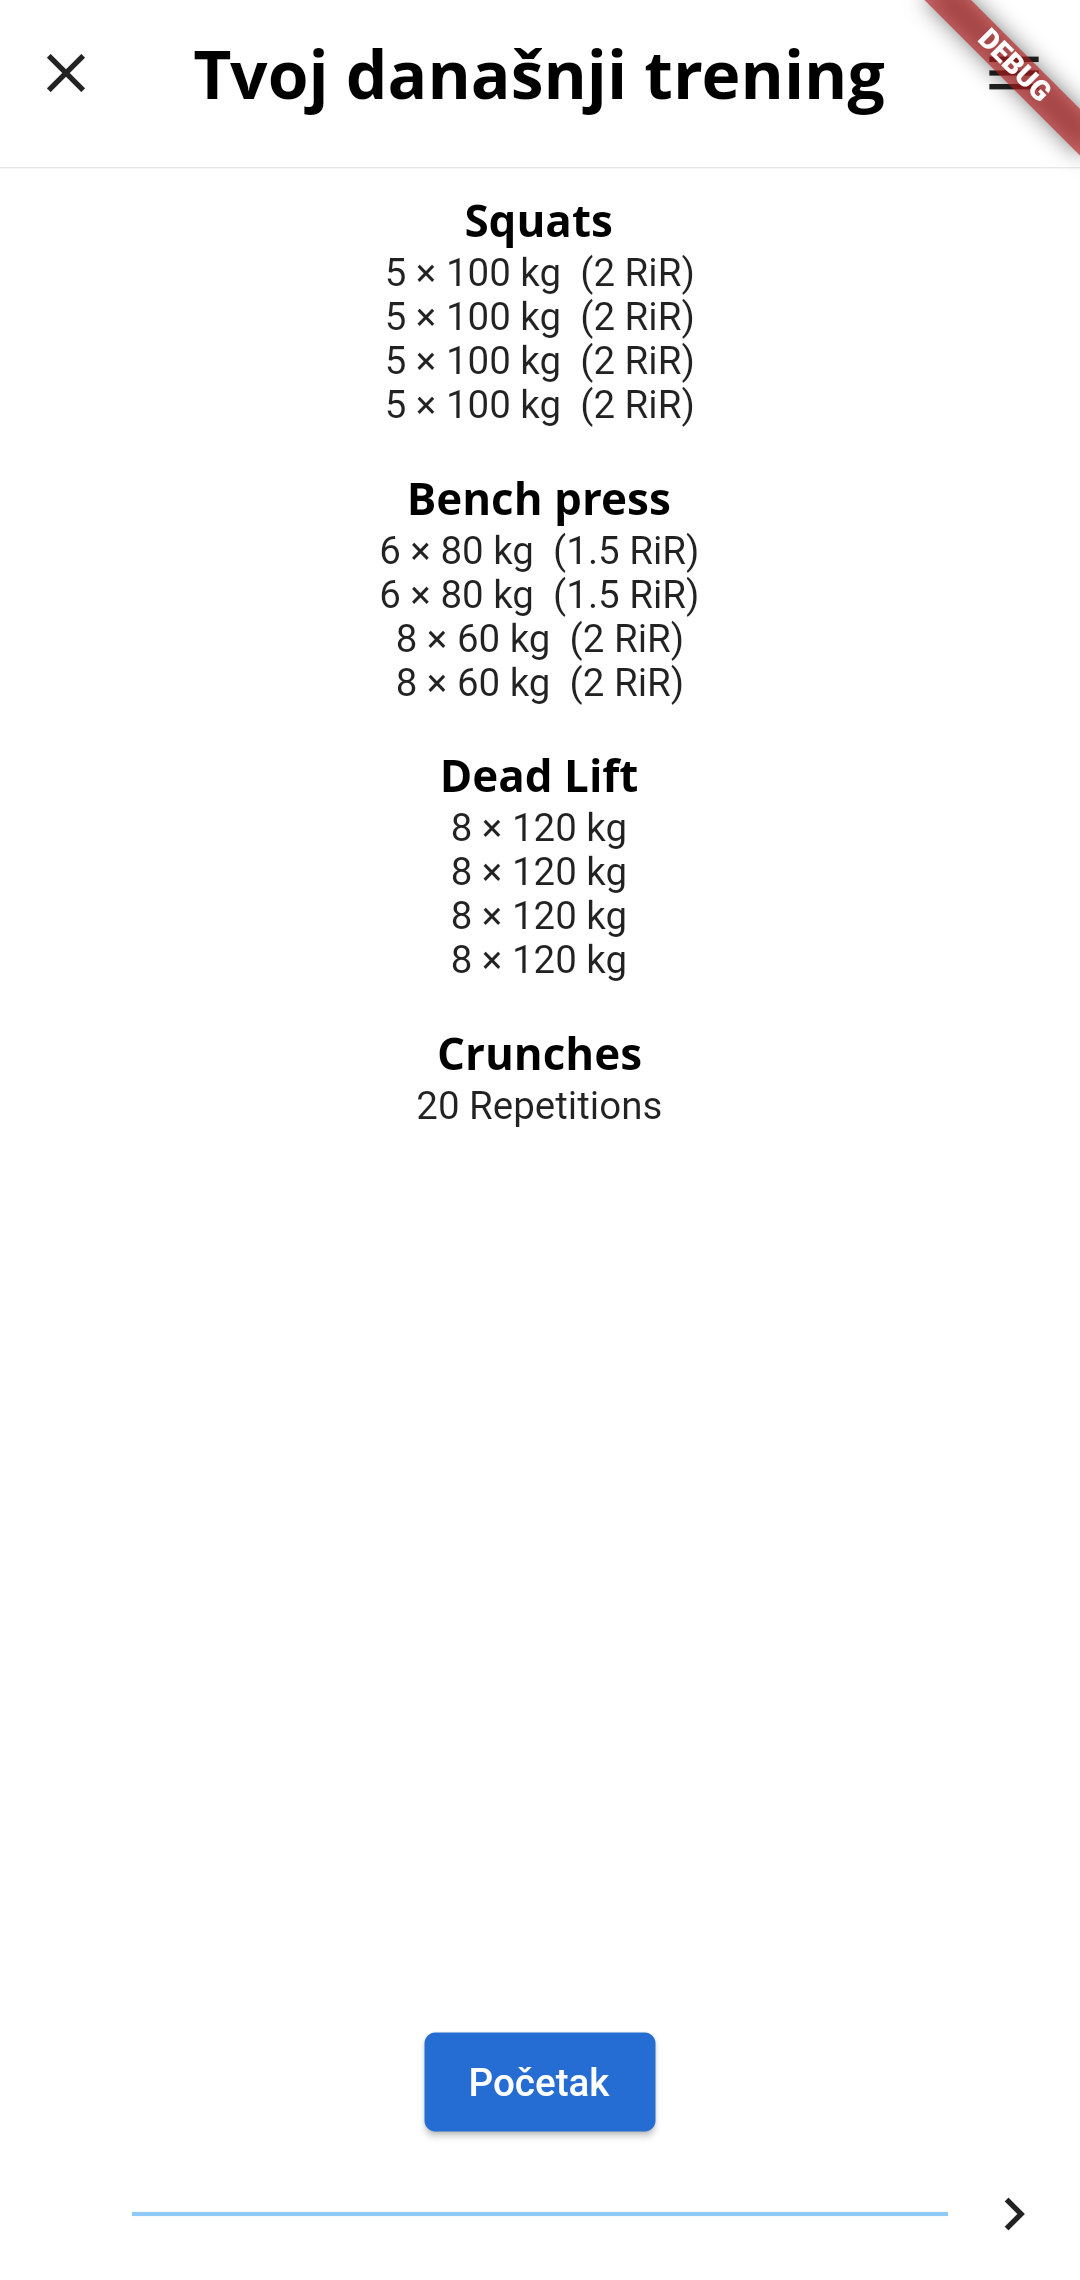 Tvoj današnji trening
DEBUG
Squats
5 × 100 kg (2 RiR)
5 × 100 kg (2 RiR)
5 × 100 kg (2 RiR)
5 × 100 kg (2 RiR)
Bench press
6 × 80 kg (1.5 RiR)
6 × 80 kg (1.5 RiR)
8 × 60 kg (2 RiR)
8 × 60 kg (2 RiR)
Dead Lift
8 × 120 kg
8 × 120 kg
8 × 120 kg
8 × 120 kg
Crunches
20 Repetitions
Početak